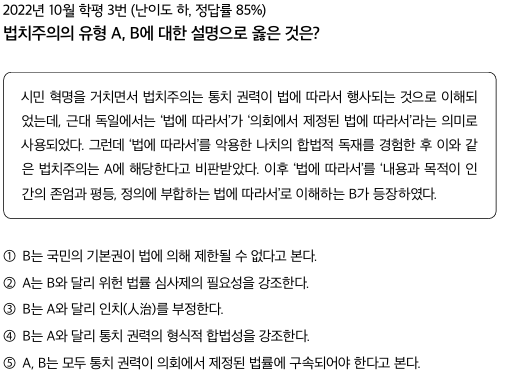 2022년 10월 학평 3번 (난이도 하, 정답률 85%)
법치주의의 유형 A, B에 대한 설명으로 옳은 것은?
시민 혁명을 거치면서 법치주의는 통치 권력이 법에 따라서 행사되는 것으로 이해되
었는데, 근대 독일에서는 '법에 따라서'가 '의회에서 제정된 법에 따라서'라는 의미로
사용되었다. 그런데 '법에 따라서'를 악용한 나치의 합법적 독재를 경험한 후 이와 같
은 법치주의는 A에 해당한다고 비판받았다. 이후 '법에 따라서'를 '내용과 목적이 인
간의 존엄과 평등, 정의에 부합하는 법에 따라서'로 이해하는 B가 등장하였다.
① B는 국민의 기본권이 법에 의해 제한될 수 없다고 본다.
② A는 B와 달리 위헌 법률 심사제의 필요성을 강조한다.
③ B는 A와 달리 인치(人治)를 부정한다.
④ B는 A와 달리 통치 권력의 형식적 합법성을 강조한다.
⑤ A, B는 모두 통치 권력이 의회에서 제정된 법률에 구속되어야 한다고 본다.